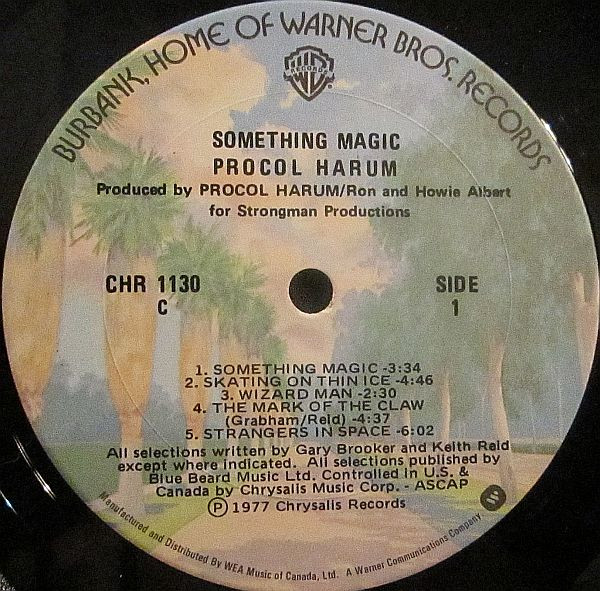 BURBANK, HOME OF WARNER BROS. RECORDS
RECORDS
SOMETHING MAGIC
PROCOL HARUM
Produced by PROCOL HARUM/Ron and Howie Albert
for Strongman Productions
CHR 1130
C
SIDE
1
1. SOMETHING MAGIC -3:34
2. SKATING ON THIN ICE -4:46
3. WIZARD MAN -2:30
4. THE MARK OF THE CLAW
(Grabham/Reid) -4:37
5. STRANGERS IN SPACE -6:02
All selections written by Gary Brooker and Keith Reid
except where indicated. All selections published by
Blue Beard Music Ltd. Controlled in U.S. &
Canada by Chrysalis Music Corp. - ASCAP
Ⓟ 1977 Chrysalis Records
Manufactured and Distributed By WEA Music of Canada, Ltd. A Warner Communications Company